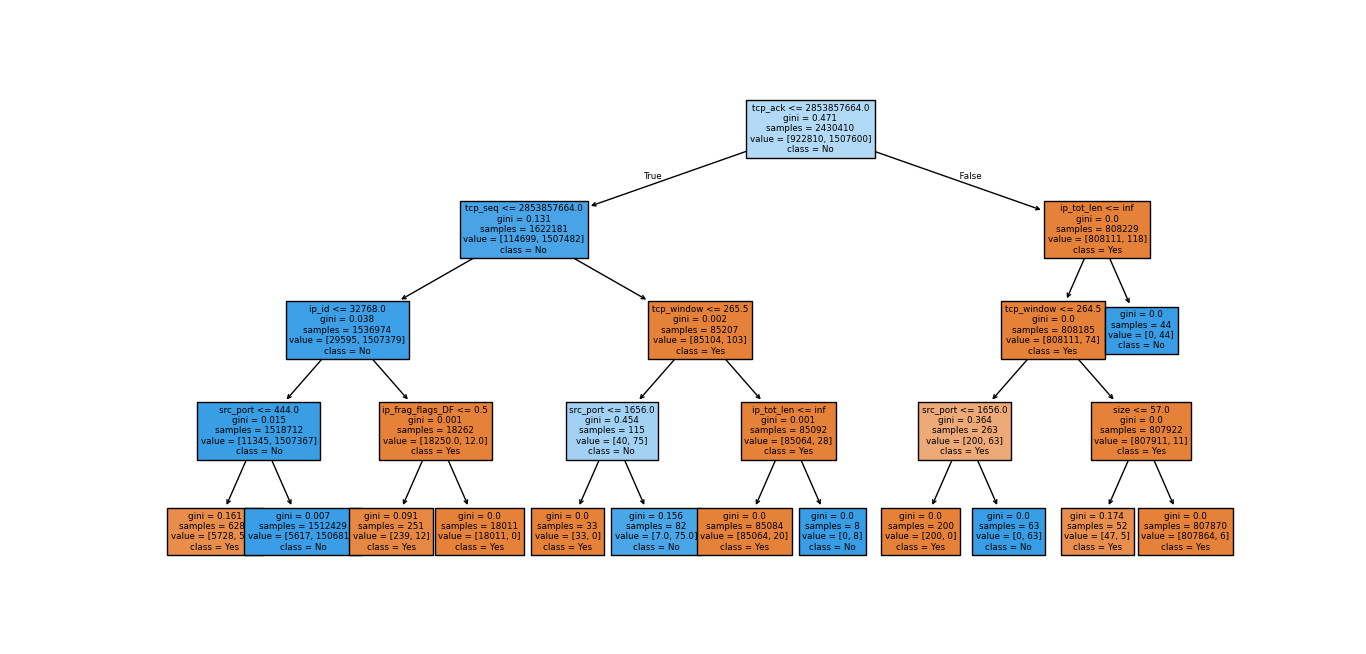 tcp_ack <= 2853857664.0
gini = 0.471
samples = 2430410
value = [922810, 1507600]
class = No
True
False
tcp_seq <= 2853857664.0
gini = 0.131
samples = 1622181
value = [114699, 1507482]
class = No
ip_tot_len <= inf
gini = 0.0
samples = 808229
value = [808111, 118]
class = Yes
ip_id <= 32768.0
gini = 0.038
samples = 1536974
value = [29595, 1507379]
class = No
tcp_window <= 265.5
gini = 0.002
samples = 85207
value = [85104, 103]
class = Yes
tcp_window <= 264.5
gini = 0.0
samples = 808185
value = [808111, 74]
class = Yes
gini = 0.0
samples = 44
value = [0, 44]
class = No
src_port <= 444.0
gini = 0.015
samples = 1518712
value = [11345, 1507367]
class = No
ip_frag_flags_DF <= 0.5
gini = 0.001
samples = 18262
value = [18250.0, 12.0]
class = Yes
src_port <= 1656.0
gini = 0.454
samples = 115
value = [40, 75]
class = No
ip_tot_len <= inf
gini = 0.001
samples = 85092
value = [85064, 28]
class = Yes
src_port <= 1656.0
gini = 0.364
samples = 263
value = [200, 63]
class = Yes
size <= 57.0
gini = 0.0
samples = 807922
value = [807911, 11]
class = Yes
gini = 0.161
samples = 628
value = [5728, 5
class = Yes
gini = 0.007
samples = 1512429
value = [5617, 150681
class = No
gini = 0.091
samples = 251
value = [239, 12]
class = Yes
gini = 0.0
samples = 18011
value = [18011, 0]
class = Yes
gini = 0.0
samples = 33
value = [33, 0]
class = Yes
gini = 0.156
samples = 82
value = [7.0, 75.0]
class = No
gini = 0.0
samples = 85084
value = [85064, 20]
class = Yes
gini = 0.0
samples = 8
value = [0, 8]
class = No
gini = 0.0
samples = 200
value = [200, 0]
class = Yes
gini = 0.0
samples = 63
value = [0, 63]
class = No
gini = 0.174
samples = 52
value = [47, 5]
class = Yes
gini = 0.0
samples = 807870
value = [807864, 6]
class = Yes